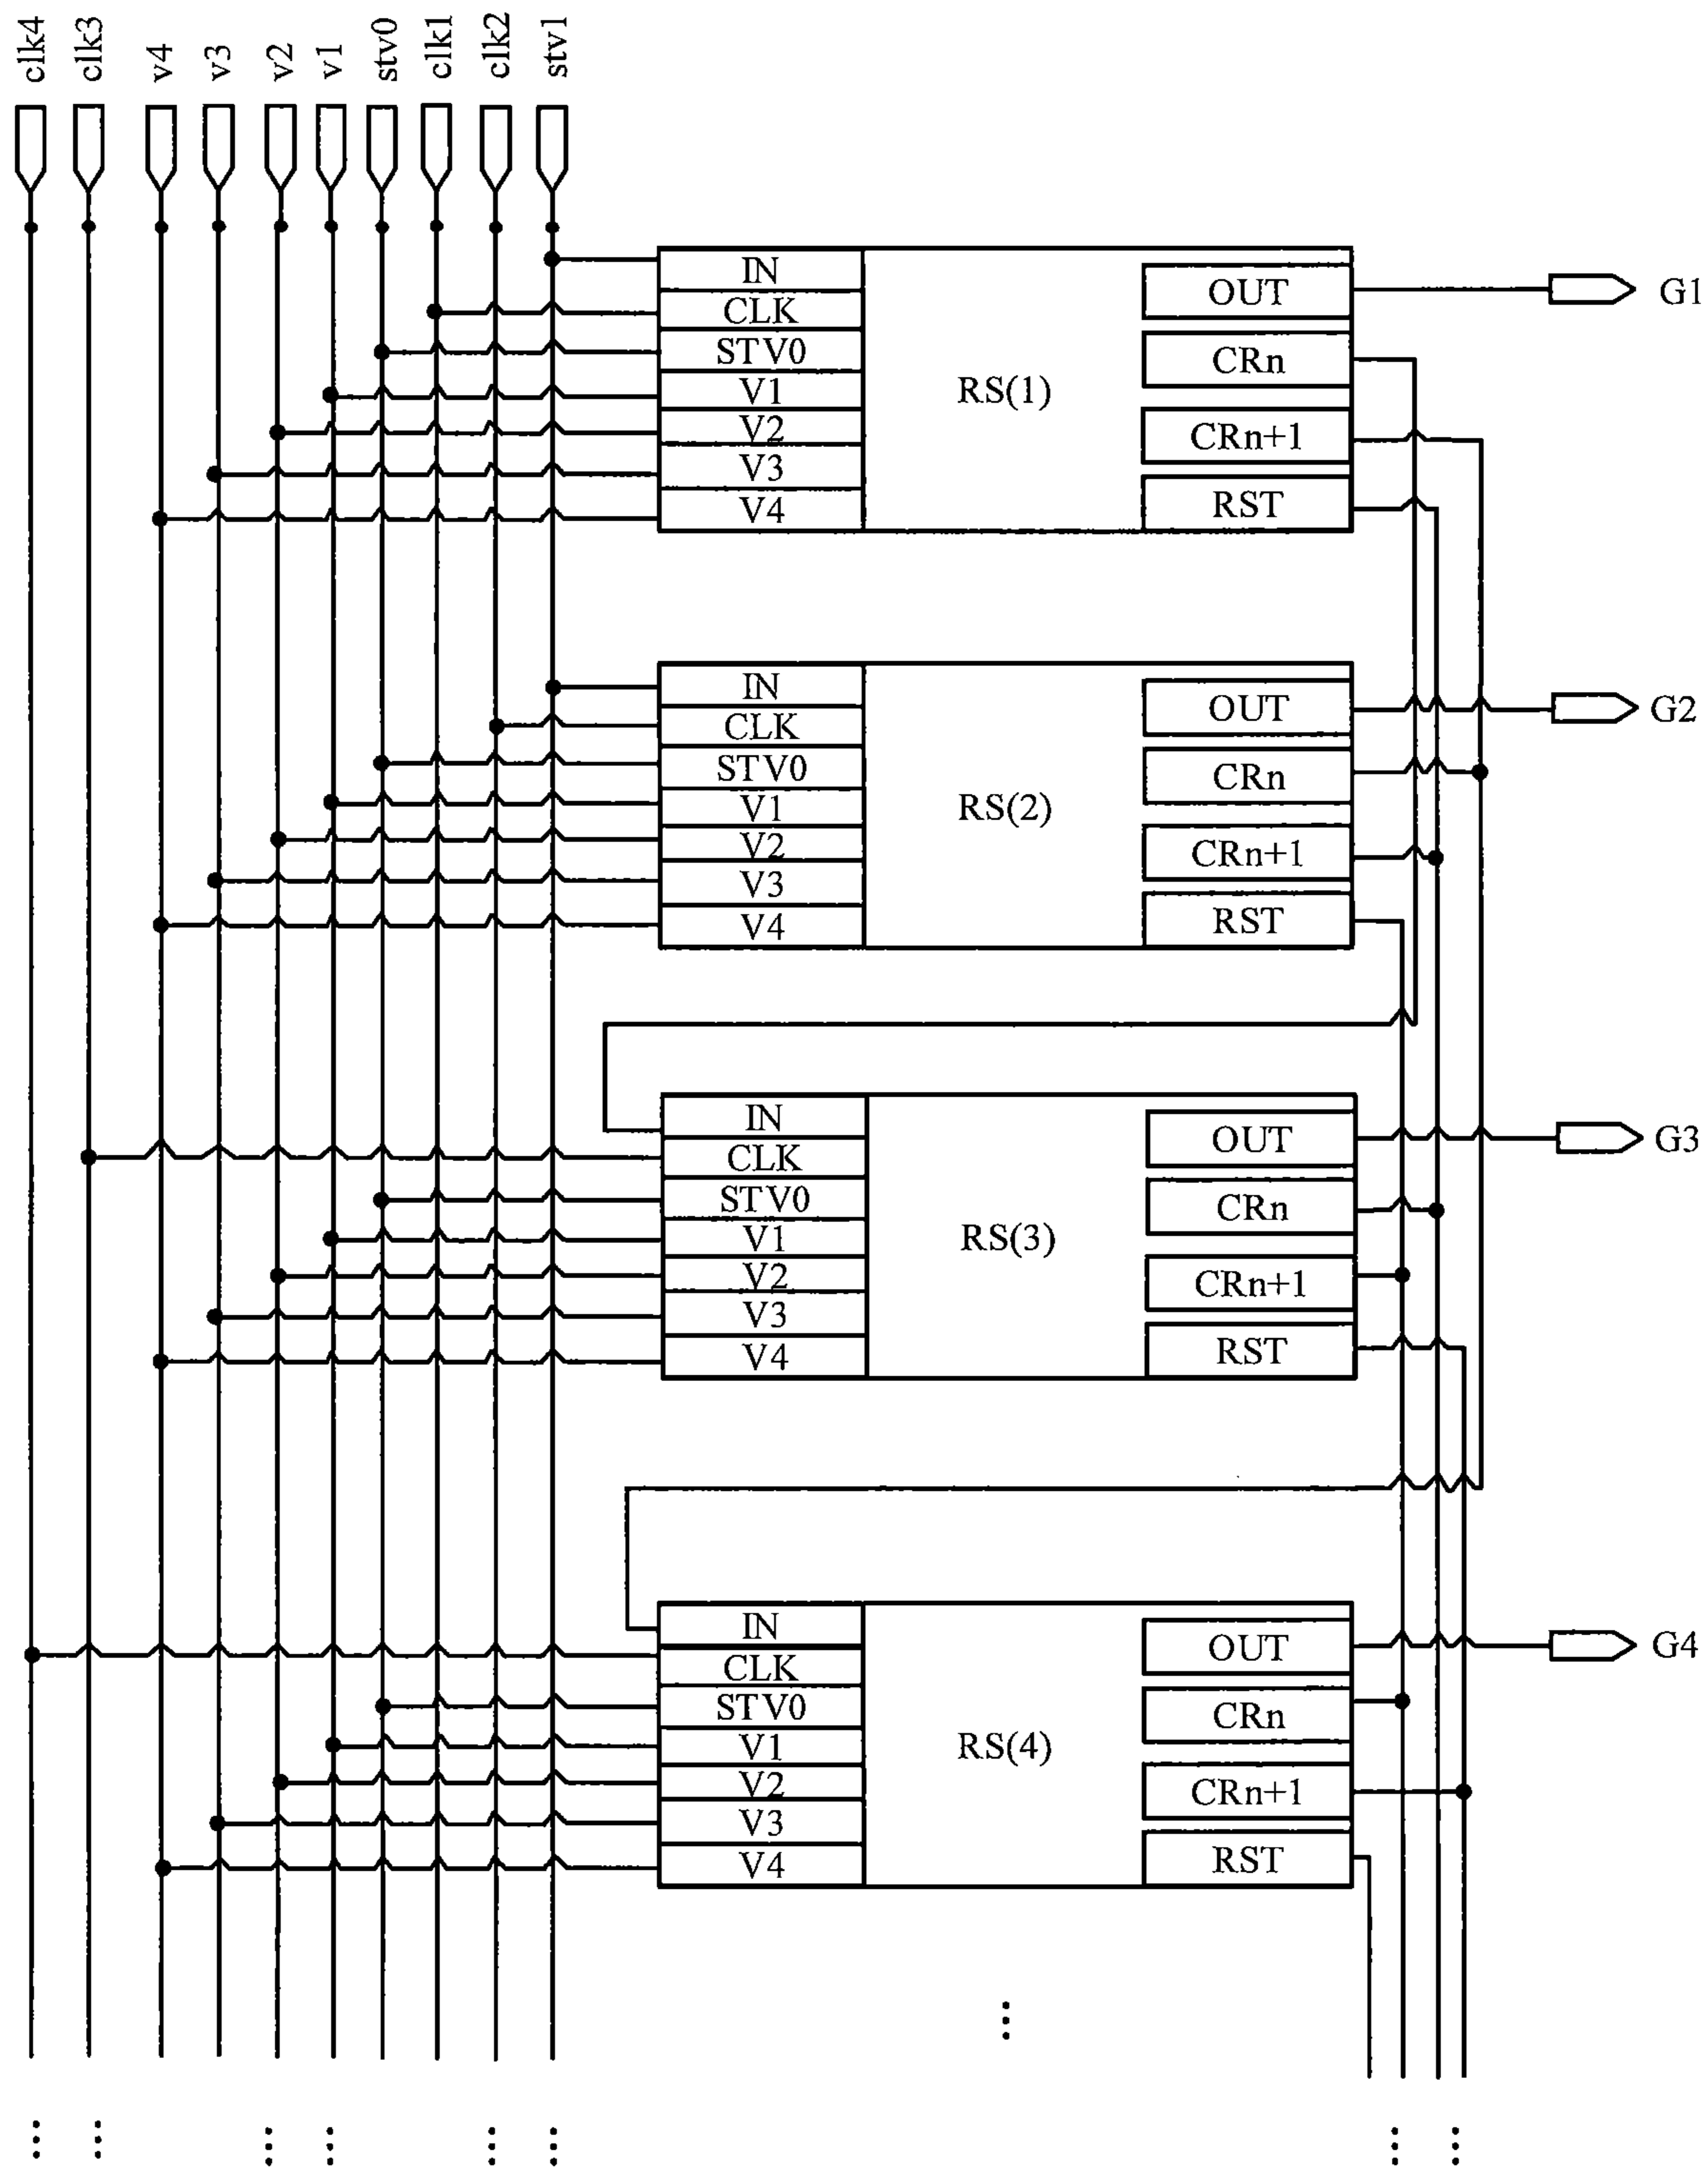 clk4
clk3
v4
v3
v2
v1
stv0
clk1
clk2
stv1
IN
CLK
STV0
V1
V2
V3
V4
RS(1)
OUT
CRn
CRn+1
RST
G1
IN
CLK
STV0
V1
V2
V3
V4
RS(2)
OUT
CRn
CRn+1
RST
G2
IN
CLK
STV0
V1
V2
V3
V4
RS(3)
OUT
CRn
CRn+1
RST
G3
IN
CLK
STV0
V1
V2
V3
V4
RS(4)
OUT
CRn
CRn+1
RST
G4